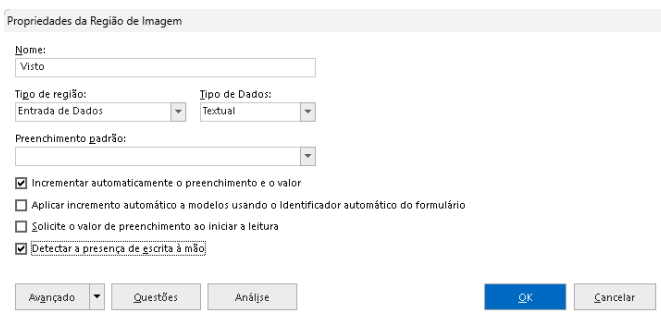 Propriedades da Região de Imagem
Nome:
Visto
Tipo de região: Tipo de Dados:
Entrada de Dados Textual
Preenchimento padrão:
Incrementar automaticamente o preenchimento e o valor
Aplicar incremento automático a modelos usando o Identificador automático do formulário
Solicite o valor de preenchimento ao iniciar a leitura
Detectar a presença de escrita à mão
Avançado Questões Análise OK Cancelar